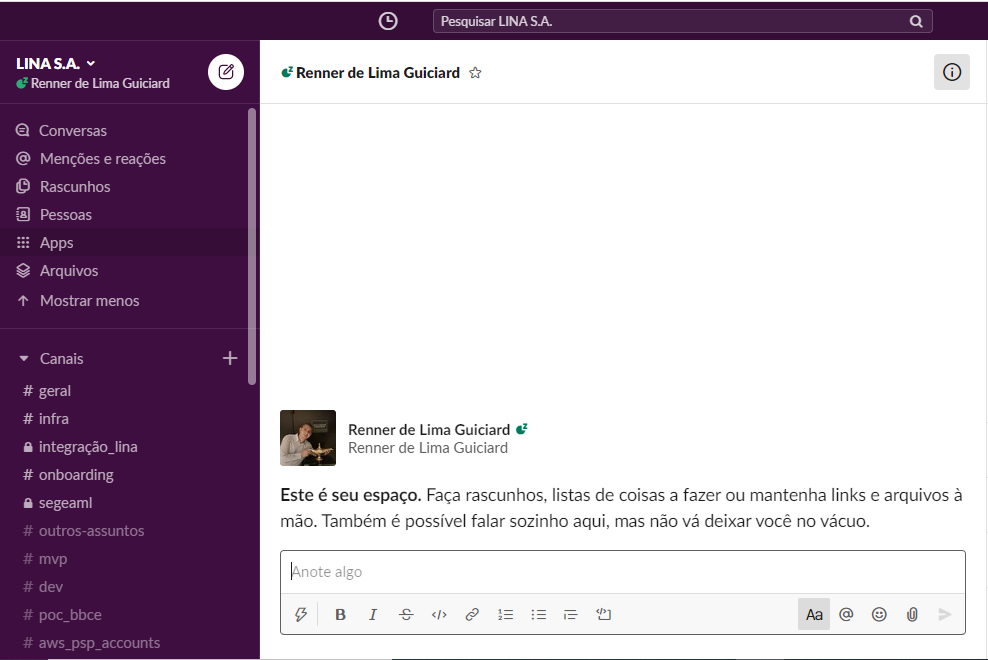 Pesquisar LINA S.A.
LINA S.A.
Renner de Lima Guiciard
Conversas
Menções e reações
Rascunhos
Pessoas
Apps
Arquivos
Mostrar menos
Canais
# geral
# infra
integração_lina
# onboarding
segeaml
# outros-assuntos
# mvp
# dev
# poc_bbce
# aws_psp_accounts
Renner de Lima Guiciard
Renner de Lima Guiciard
Renner de Lima Guiciard
Este é seu espaço. Faça rascunhos, listas de coisas a fazer ou mantenha links e arquivos à
mão. Também é possível falar sozinho aqui, mas não vá deixar você no vácuo.
Anote algo
B I S </> Aa @